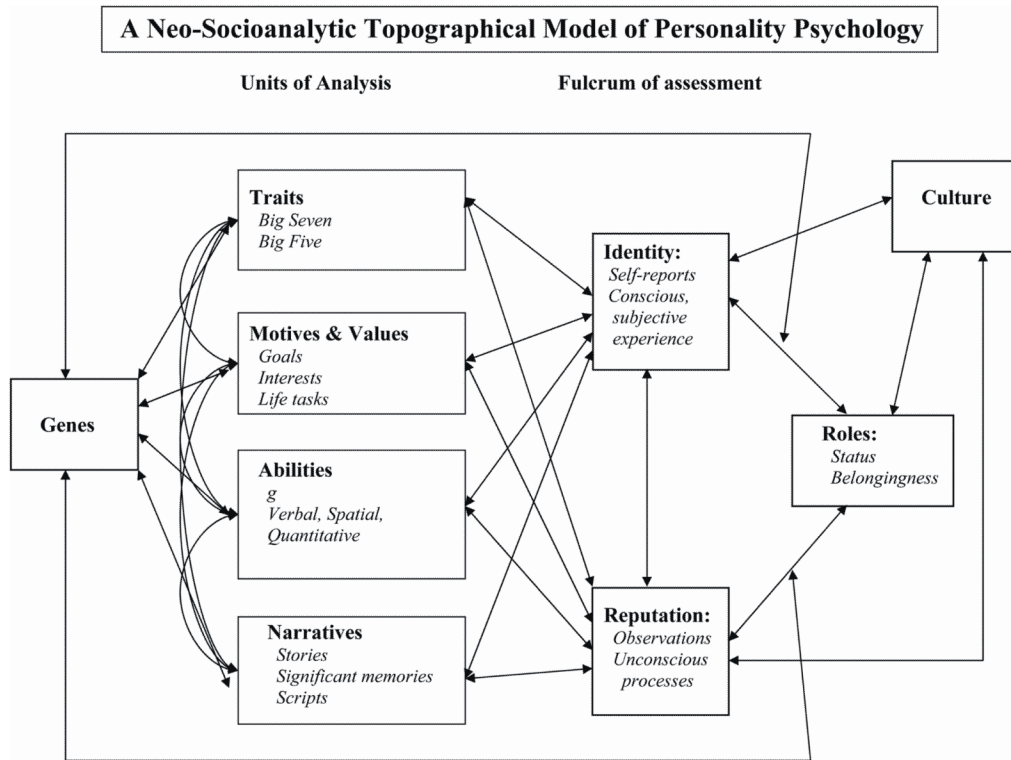 A Neo-Socioanalytic Topographical Model of Personality Psychology
Units of Analysis
Fulcrum of assessment
Traits
Big Seven
Big Five
Motives & Values
Goals
Interests
Life tasks
Genes
Abilities
g
Verbal, Spatial,
Quantitative
Narratives
Stories
Significant memories
Scripts
Identity:
Self-reports
Conscious,
subjective
experience
Reputation:
Observations
Unconscious
processes
Culture
Roles:
Status
Belongingness